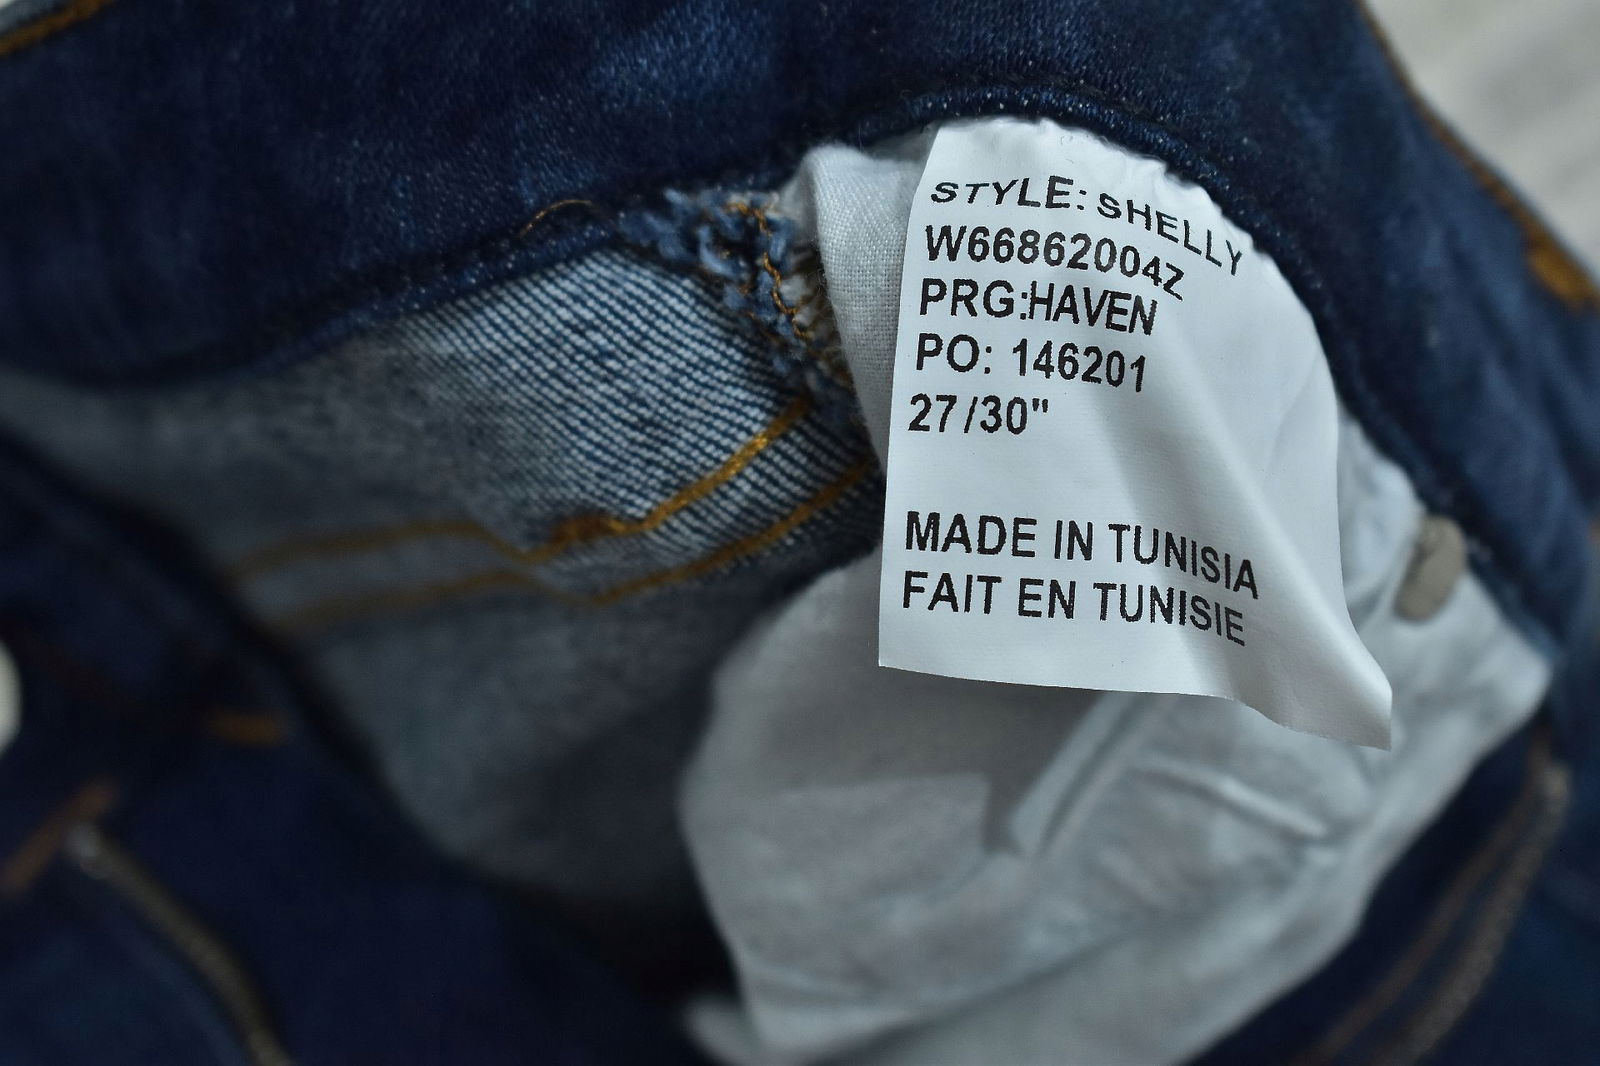 STYLE: SHELLY
W66862004Z
PRG:HAVEN
PO: 146201
27/30"
MADE IN TUNISIA
FAIT EN TUNISIE